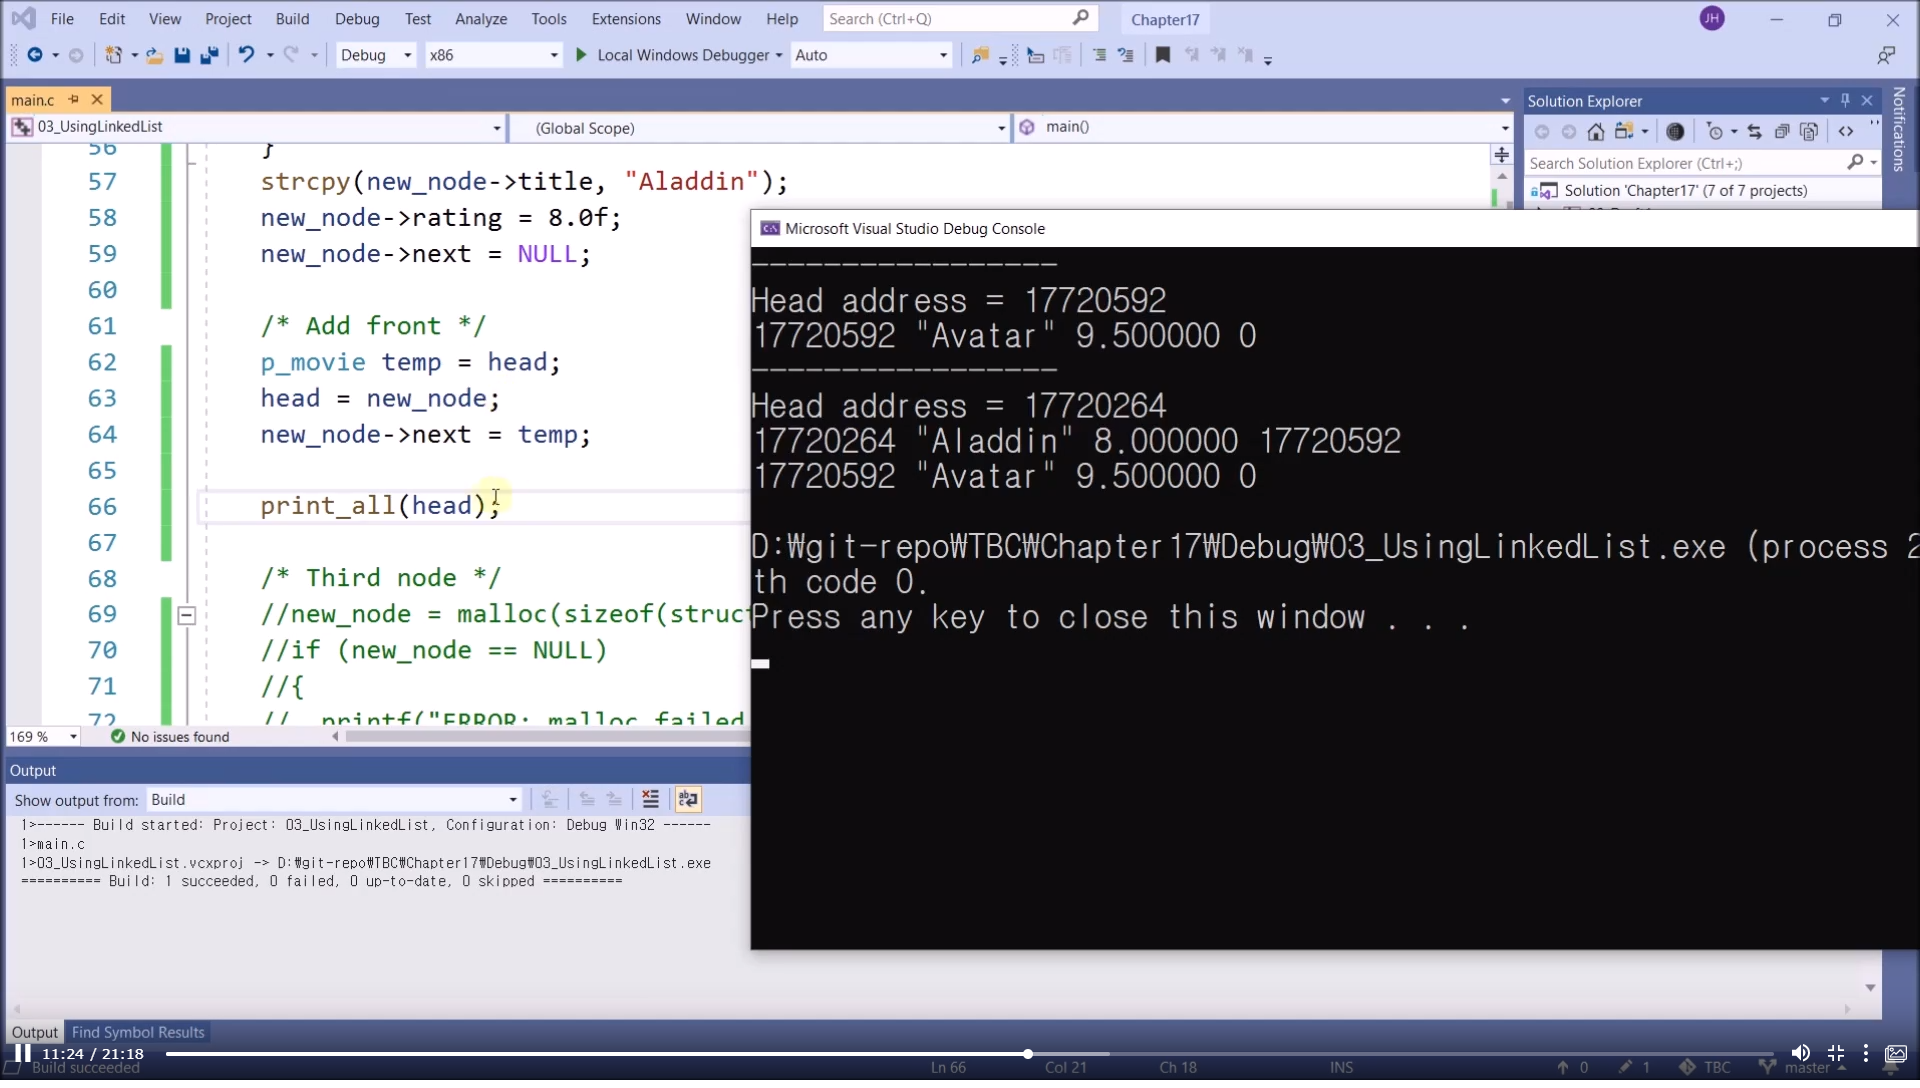 File Edit View Project Build Debug Test Analyze Tools Extensions Window Help Search (Ctrl+Q) Chapter17 JH
Debug x86 Local Windows Debugger Auto
main.c
03_UsingLinkedList (Global Scope) main()
56 }
57 strcpy(new_node->title, "Aladdin");
58 new_node->rating = 8.0f;
59 new_node->next = NULL;
60
61 /* Add front */
62 p_movie temp = head;
63 head = new_node;
64 new_node->next = temp;
65
66 print_all(head);
67
68 /* Third node */
69 //new_node = malloc(sizeof(struct
70 //if (new_node == NULL)
71 //{
72 // printf("ERROR: malloc failed
169 % No issues found
Solution Explorer
Search Solution Explorer (Ctrl+;)
Solution 'Chapter17' (7 of 7 projects)
Notifications
Microsoft Visual Studio Debug Console
-----------------
Head address = 17720592
17720592 "Avatar" 9.500000 0
-----------------
Head address = 17720264
17720264 "Aladdin" 8.000000 17720592
17720592 "Avatar" 9.500000 0
D:₩git-repo₩TBC₩Chapter17₩Debug₩03_UsingLinkedList.exe (process 2
th code 0.
Press any key to close this window . . .
Output
Show output from: Build
1>------ Build started: Project: 03_UsingLinkedList, Configuration: Debug Win32 ------
1>main.c
1>03_UsingLinkedList.vcxproj -> D:₩git-repo₩TBC₩Chapter17₩Debug₩03_UsingLinkedList.exe
========== Build: 1 succeeded, 0 failed, 0 up-to-date, 0 skipped ==========
Output Find Symbol Results
11:24 / 21:18
Build succeeded Ln 66 Col 21 Ch 18 INS 0 1 TBC master